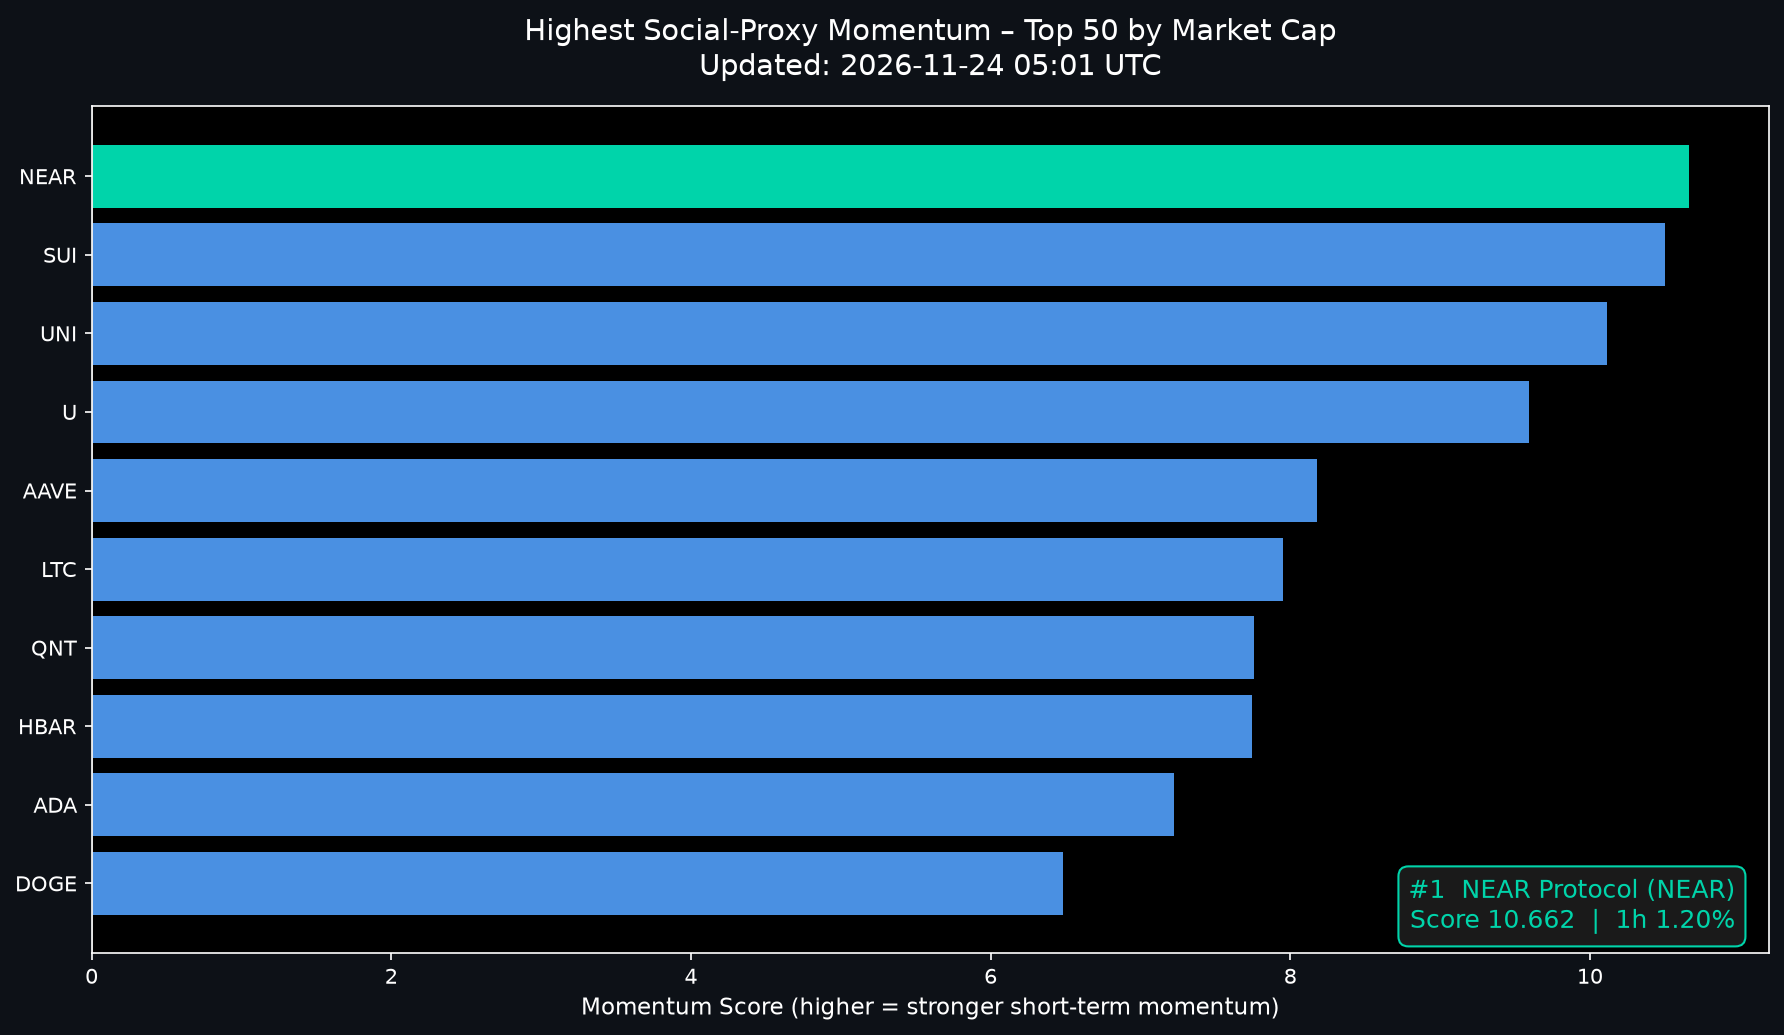 Highest Social-Proxy Momentum – Top 50 by Market Cap
Updated: 2026-11-24 05:01 UTC
NEAR
SUI
UNI
U
AAVE
LTC
QNT
HBAR
ADA
DOGE
#1  NEAR Protocol (NEAR)
Score 10.662  |  1h 1.20%
0 2 4 6 8 10
Momentum Score (higher = stronger short-term momentum)